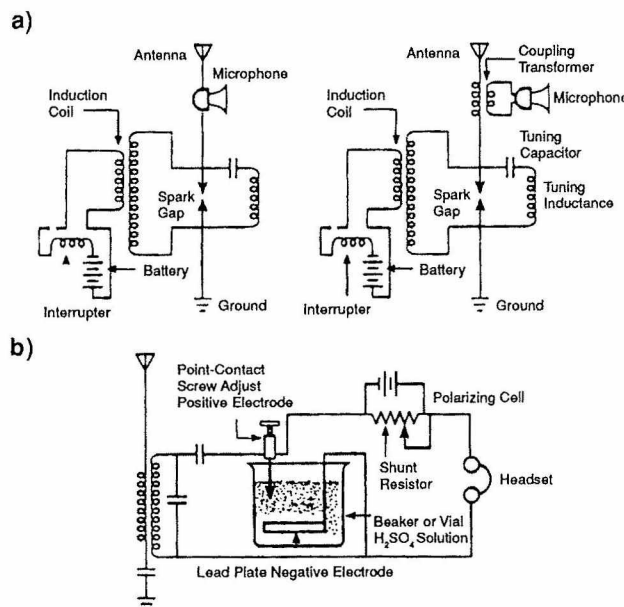 a)
Antenna
Microphone
Induction
Coil
Spark
Gap
Battery
Interrupter
Ground
Antenna
Coupling
Transformer
Induction
Coil
Microphone
Tuning
Capacitor
Spark
Gap
Tuning
Inductance
Battery
Interrupter
Ground
b)
Point-Contact
Screw Adjust
Positive Electrode
Polarizing Cell
Shunt
Resistor
Headset
Beaker or Vial
H₂SO₄ Solution
Lead Plate Negative Electrode